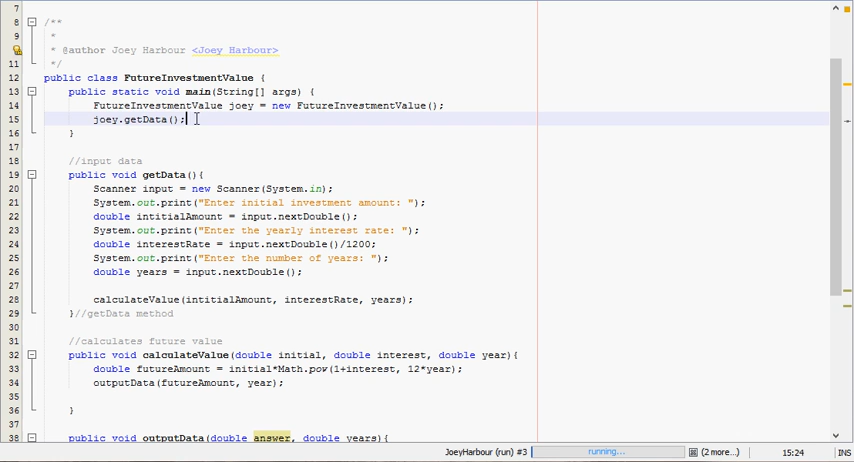 7
8 /**
9 *
* @author Joey Harbour <Joey Harbour>
11 */
12 public class FutureInvestmentValue {
13 public static void main(String[] args) {
14 FutureInvestmentValue joey = new FutureInvestmentValue();
15 joey.getData();
16 }
17
18 //input data
19 public void getData(){
20 Scanner input = new Scanner(System.in);
21 System.out.print("Enter initial investment amount: ");
22 double intitialAmount = input.nextDouble();
23 System.out.print("Enter the yearly interest rate: ");
24 double interestRate = input.nextDouble()/1200;
25 System.out.print("Enter the number of years: ");
26 double years = input.nextDouble();
27
28 calculateValue(intitialAmount, interestRate, years);
29 }//getData method
30
31 //calculates future value
32 public void calculateValue(double initial, double interest, double year){
33 double futureAmount = initial*Math.pow(1+interest, 12*year);
34 outputData(futureAmount, year);
35
36 }
37
38 public void outputData(double answer, double years){
JoeyHarbour (run) #3 running... (2 more...) 15:24 INS